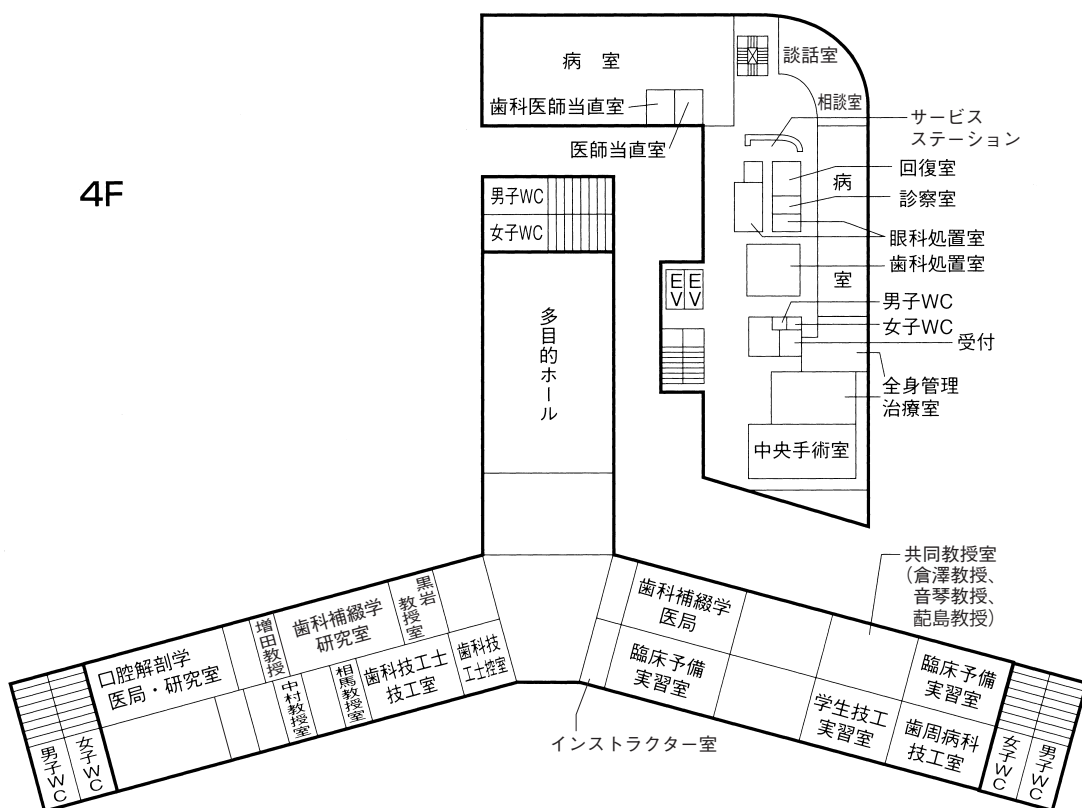 病 室
談話室
相談室
歯科医師当直室
医師当直室
サービス
ステーション
4F
男子WC
女子WC
病
室
回復室
診察室
眼科処置室
歯科処置室
EV
EV
男子WC
女子WC
受付
全身管理
治療室
中央手術室
多目的ホール
共同教授室
(倉澤教授、
音琴教授、
蓜島教授)
口腔解剖学
医局・研究室
増田教授
歯科補綴学
研究室
黒岩
教授室
中村教授室
相馬教授室
歯科技工士
技工室
歯科技
工士控室
男子WC
女子WC
歯科補綴学
医局
臨床予備
実習室
インストラクター室
学生技工
実習室
臨床予備
実習室
歯周病科
技工室
女子WC
男子WC